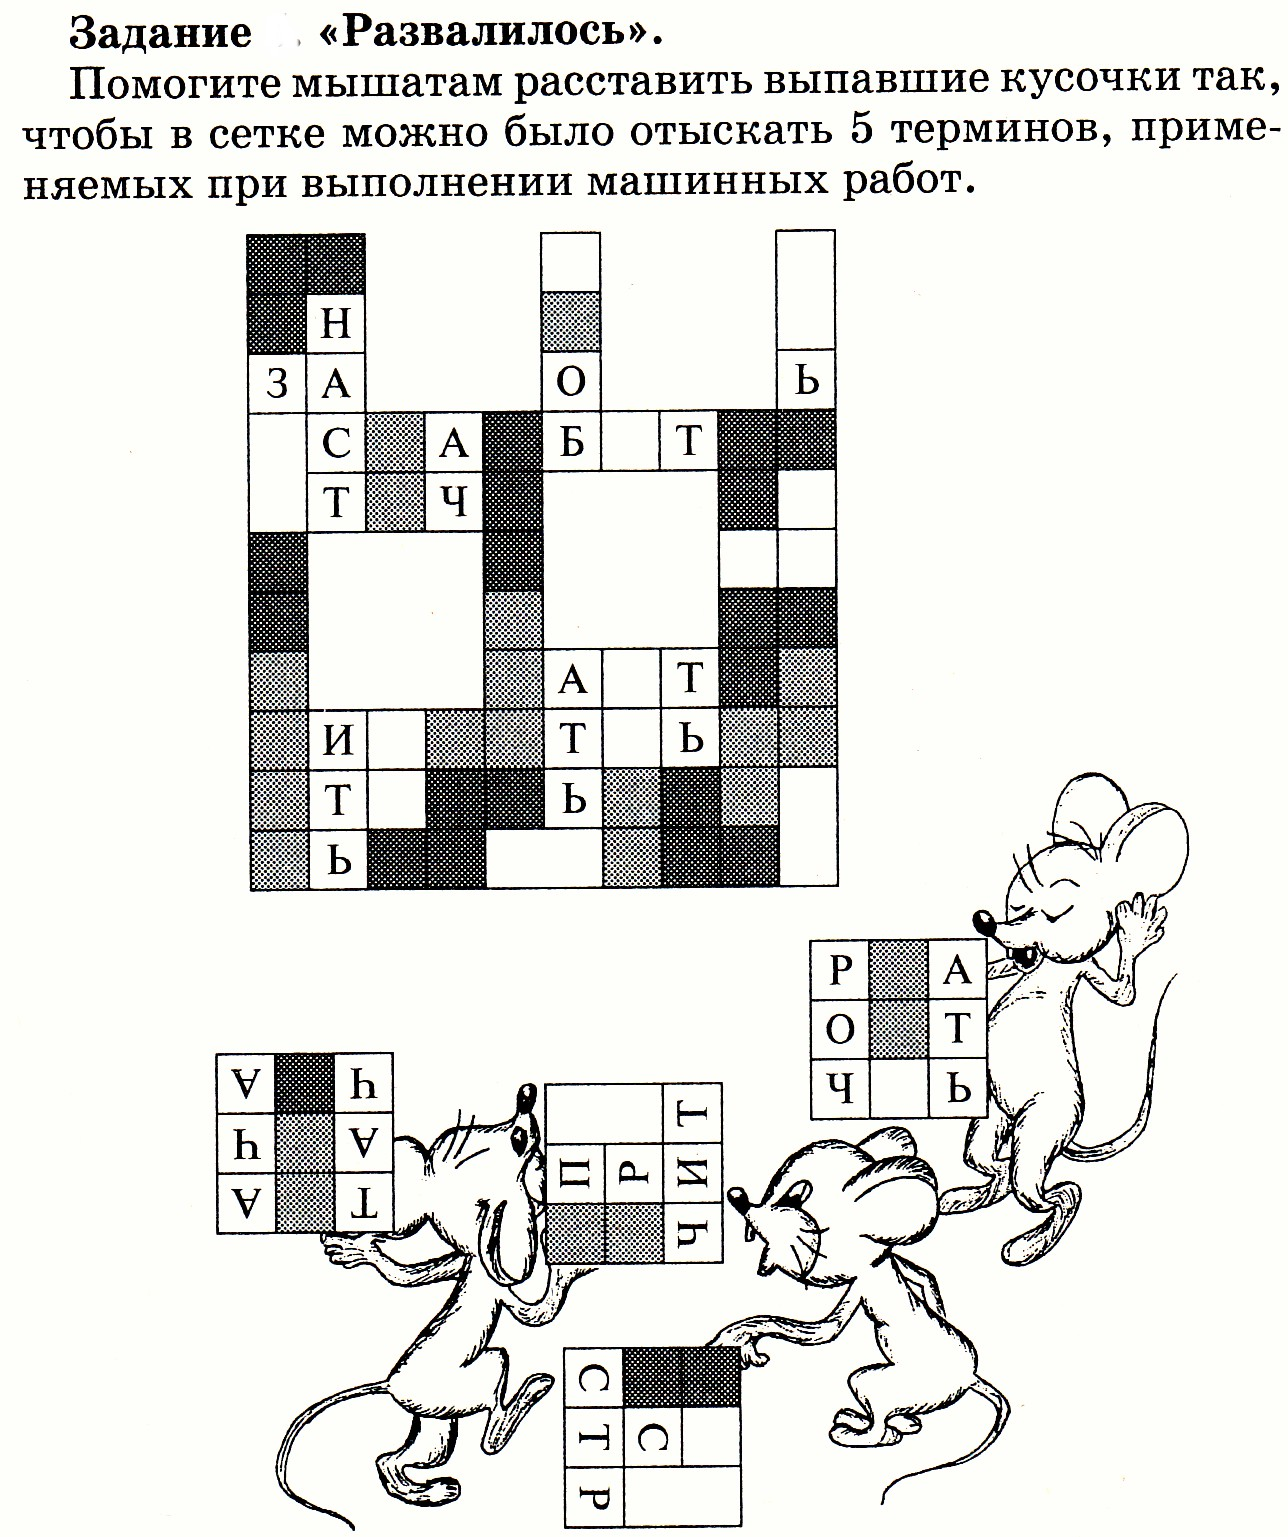 Задание «Развалилось».
Помогите мышатам расставить выпавшие кусочки так,
чтобы в сетке можно было отыскать 5 терминов, приме-
няемых при выполнении машинных работ.
Н
З А О Ь
С А Б Т
Т Ч
А Т
И Т Ь
Т Ь
Ь
Р А
О Т
Ч Ь
А Ч
Ч А
А Т
Т
П Р И
Ч
С
Т С
Р